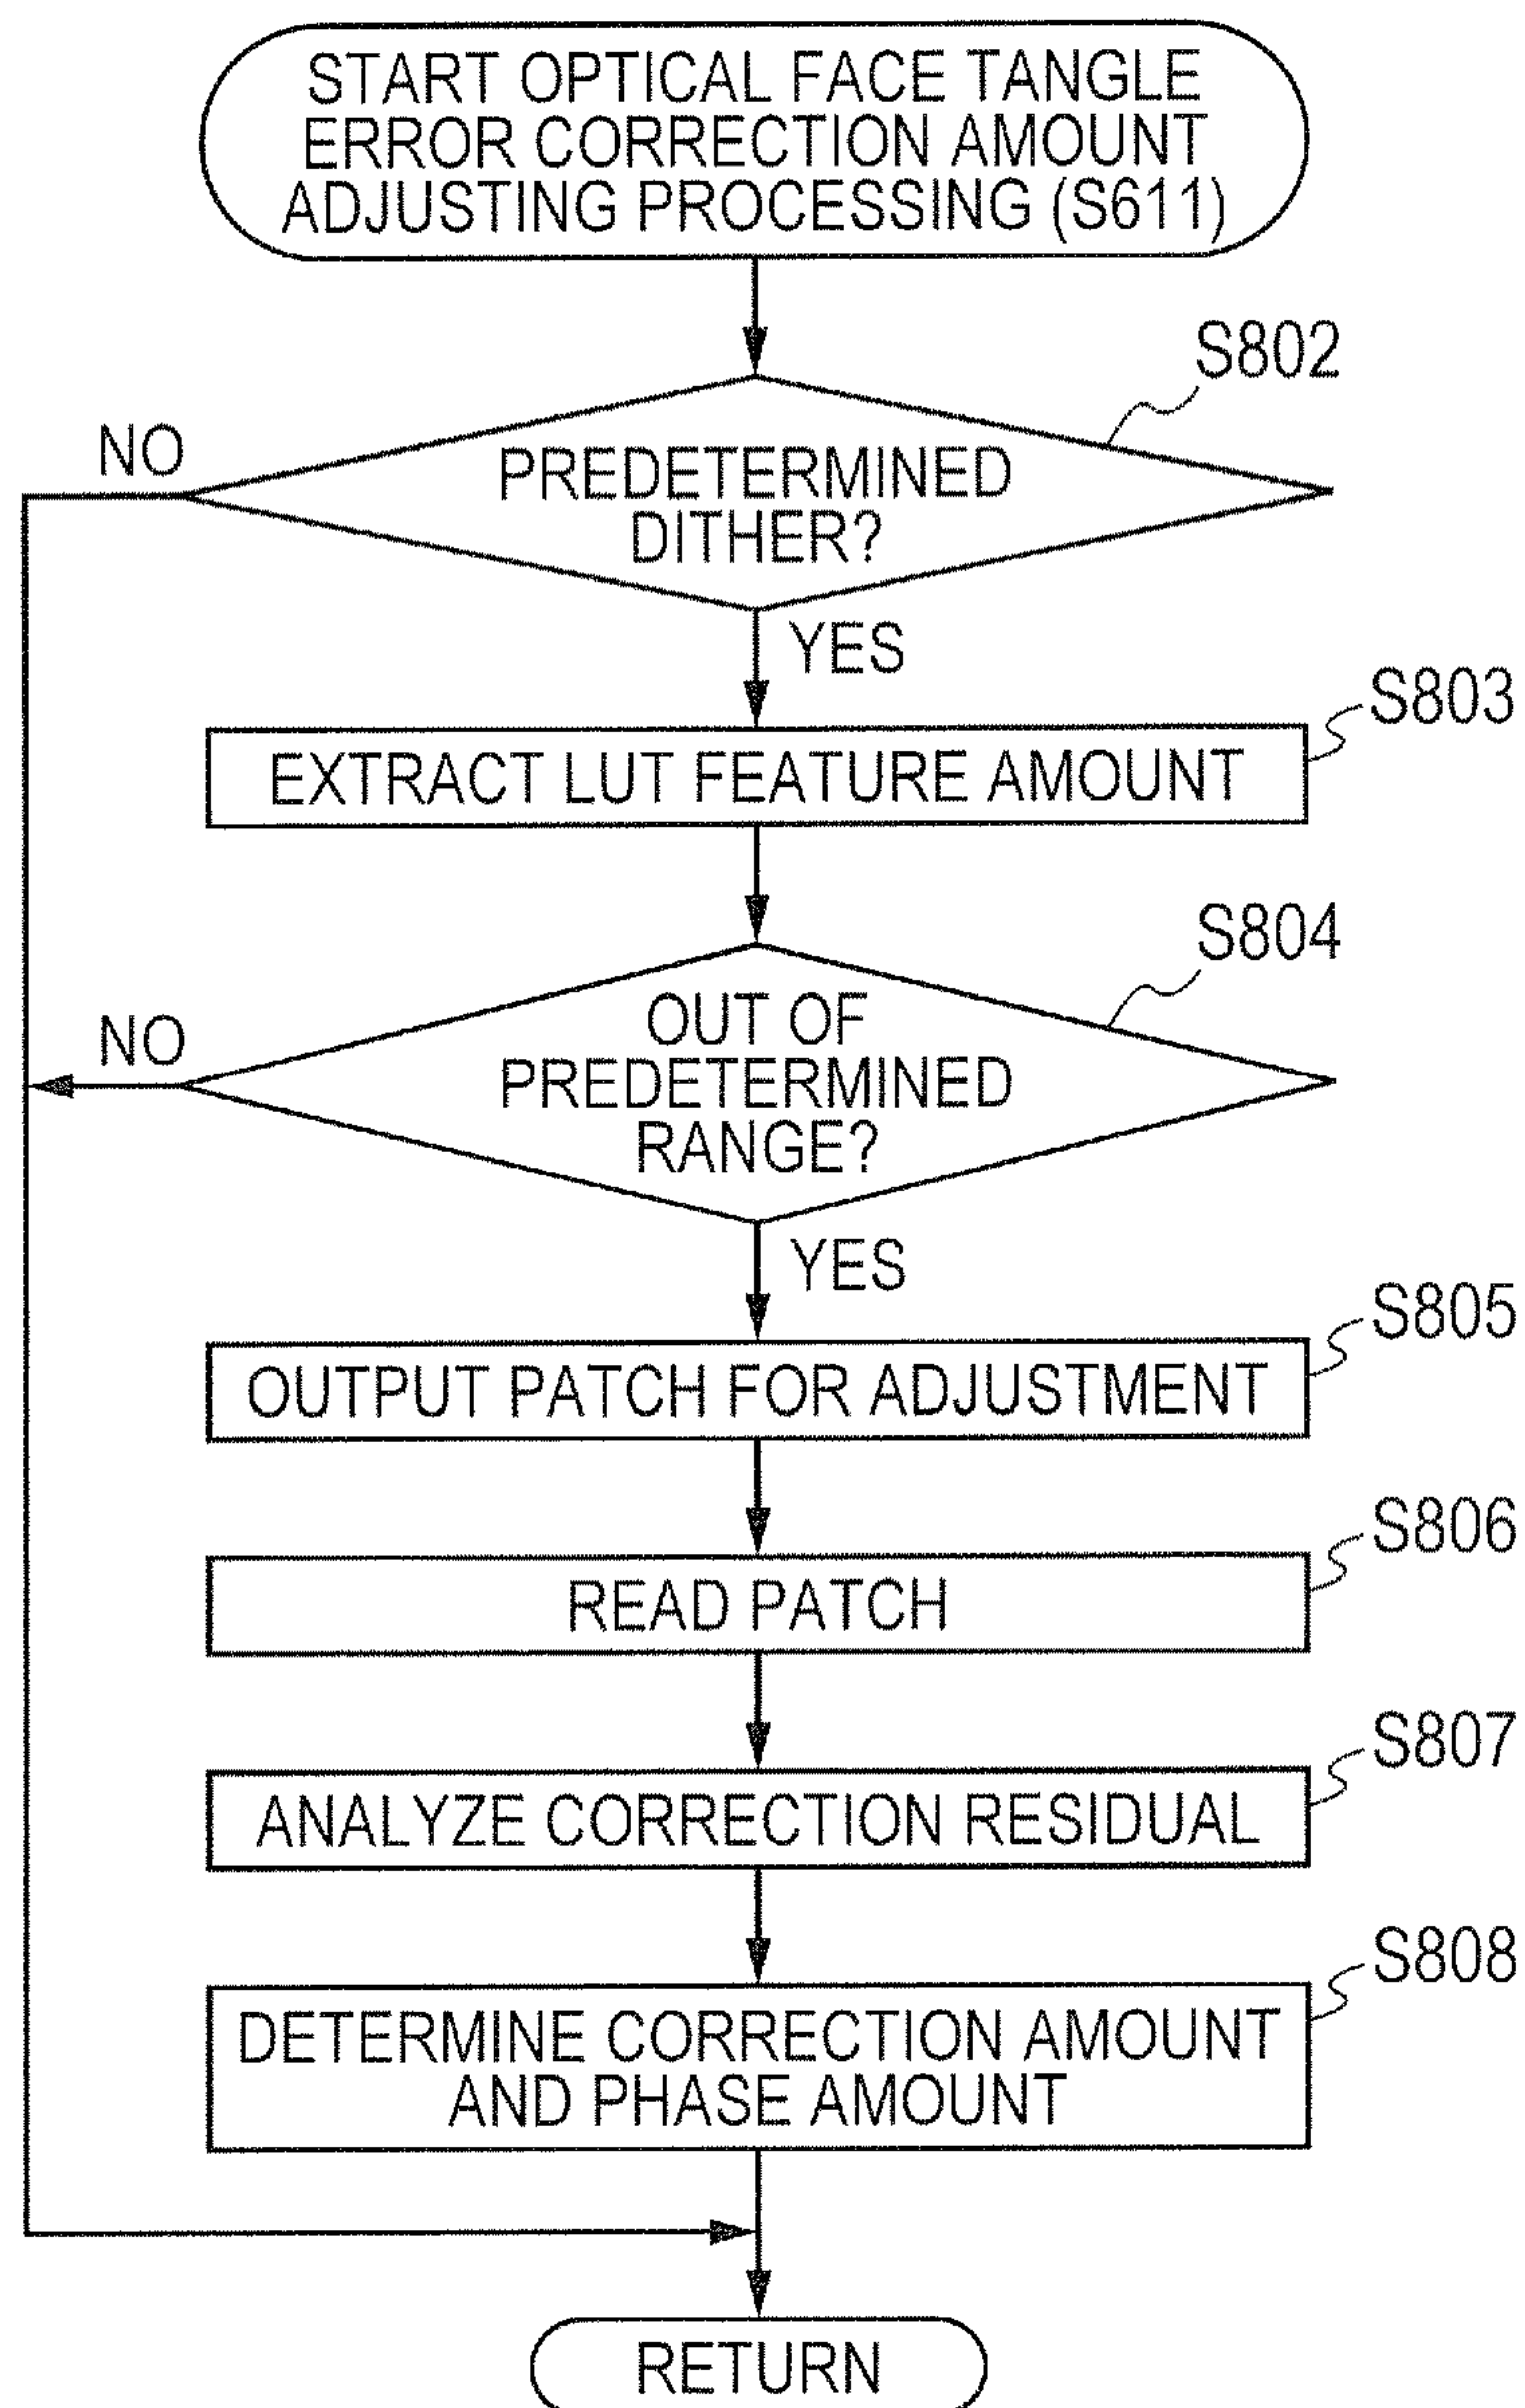 START OPTICAL FACE TANGLE
ERROR CORRECTION AMOUNT
ADJUSTING PROCESSING (S611)
S802
NO
PREDETERMINED
DITHER?
YES
S803
EXTRACT LUT FEATURE AMOUNT
S804
NO
OUT OF
PREDETERMINED
RANGE?
YES
S805
OUTPUT PATCH FOR ADJUSTMENT
S806
READ PATCH
S807
ANALYZE CORRECTION RESIDUAL
S808
DETERMINE CORRECTION AMOUNT
AND PHASE AMOUNT
RETURN